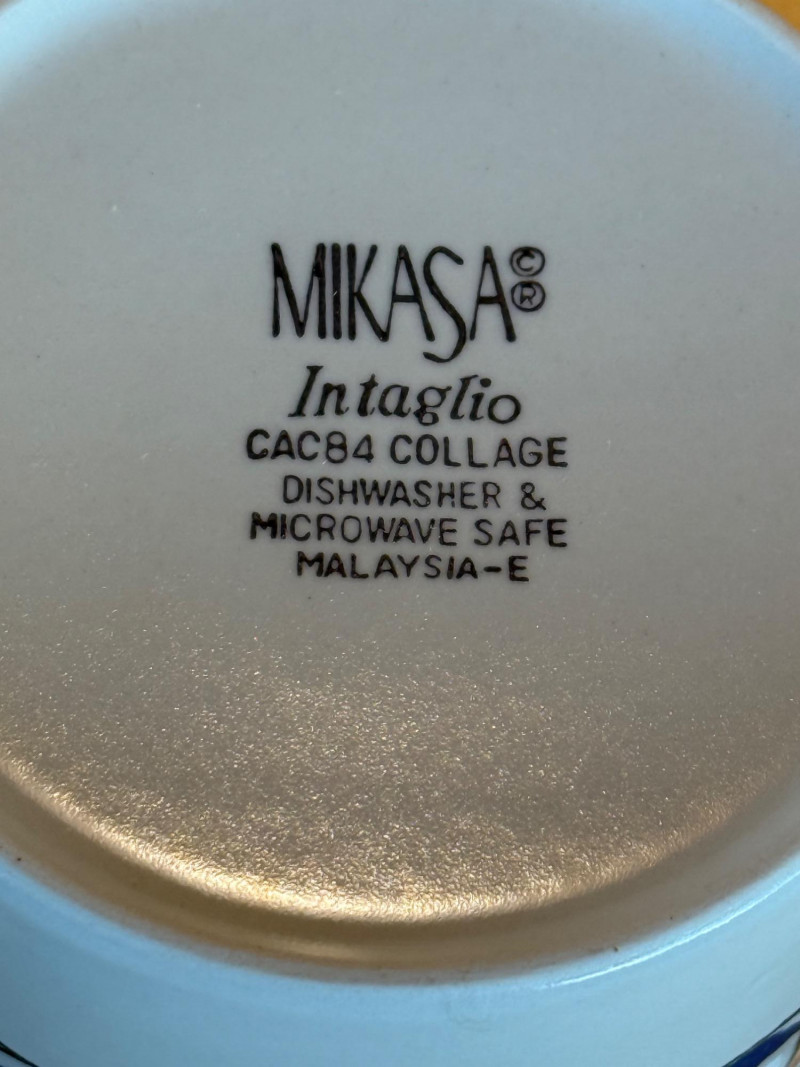 MIKASA©®
Intaglio
CAC84 COLLAGE
DISHWASHER &
MICROWAVE SAFE
MALAYSIA-E